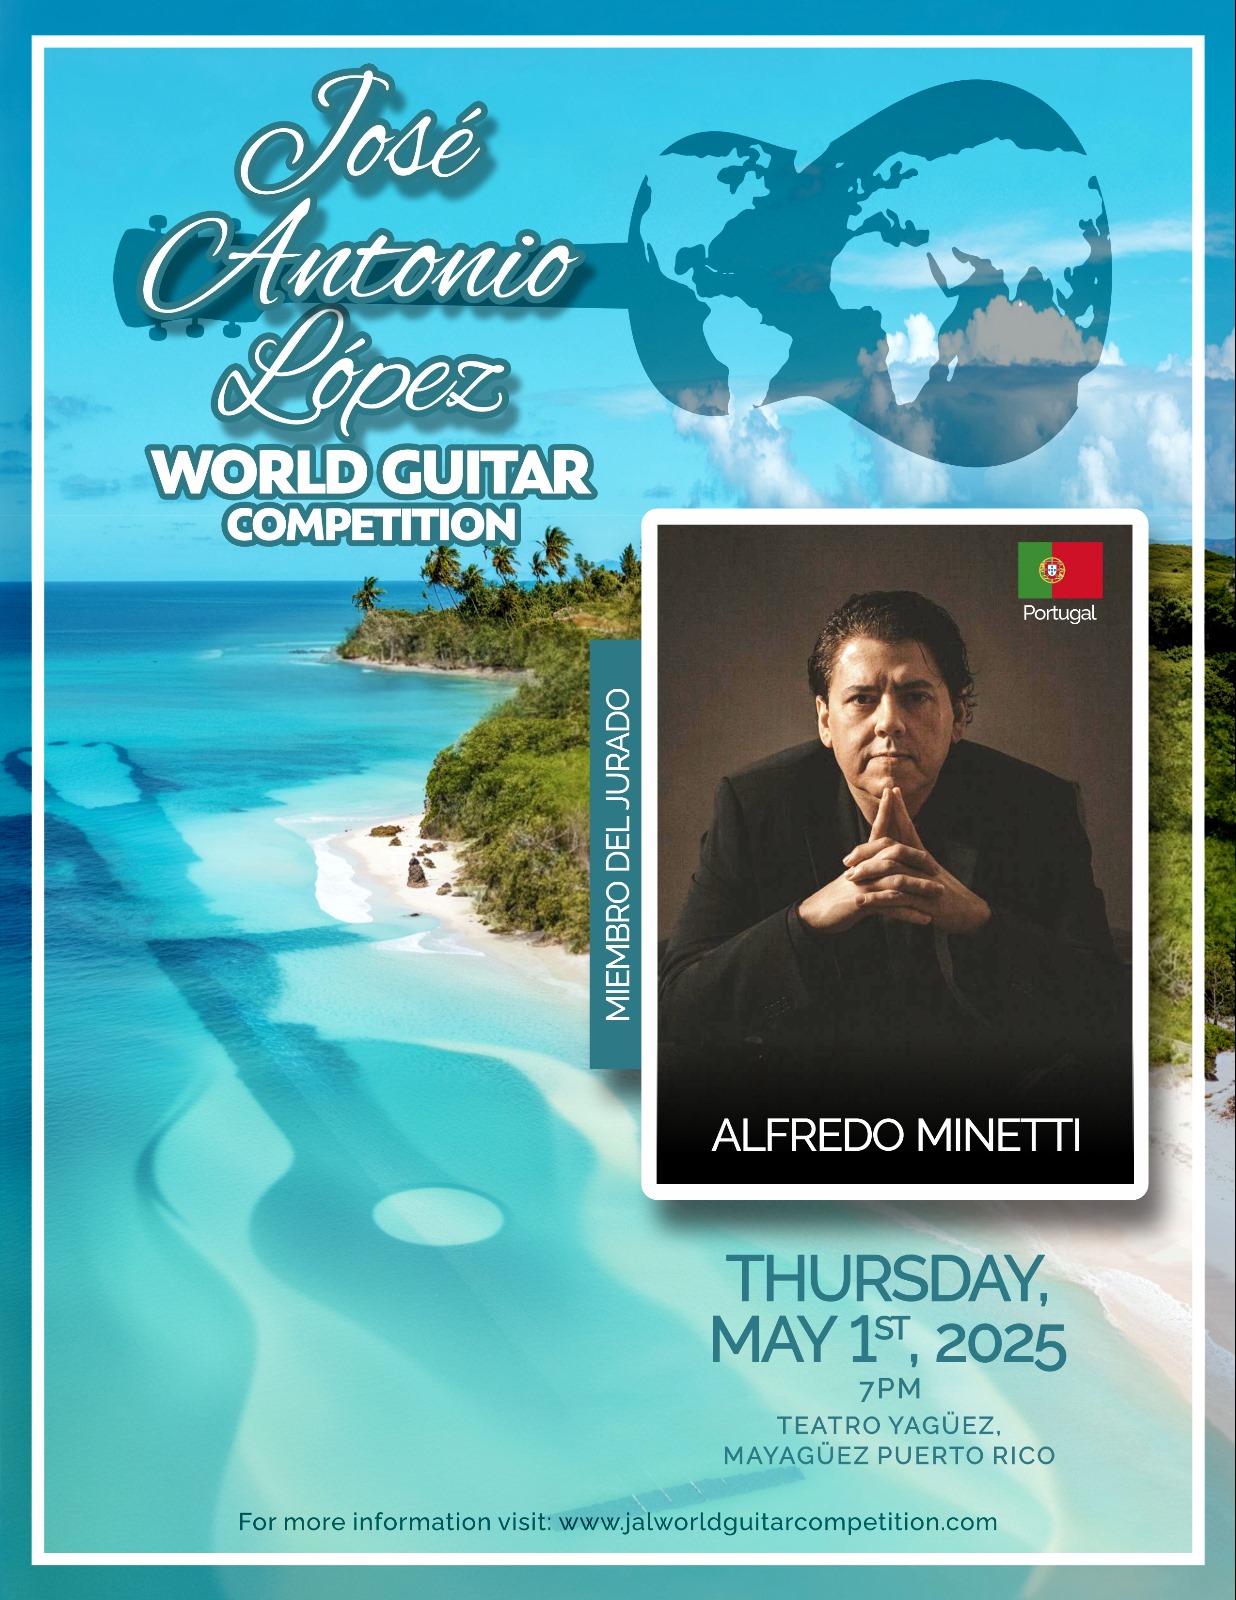 José
Antonio
López
WORLD GUITAR
COMPETITION
Portugal
MIEMBRO DEL JURADO
ALFREDO MINETTI
THURSDAY,
MAY 1ST, 2025
7PM
TEATRO YAGÜEZ,
MAYAGÜEZ PUERTO RICO
For more information visit: www.jalworldguitarcompetition.com